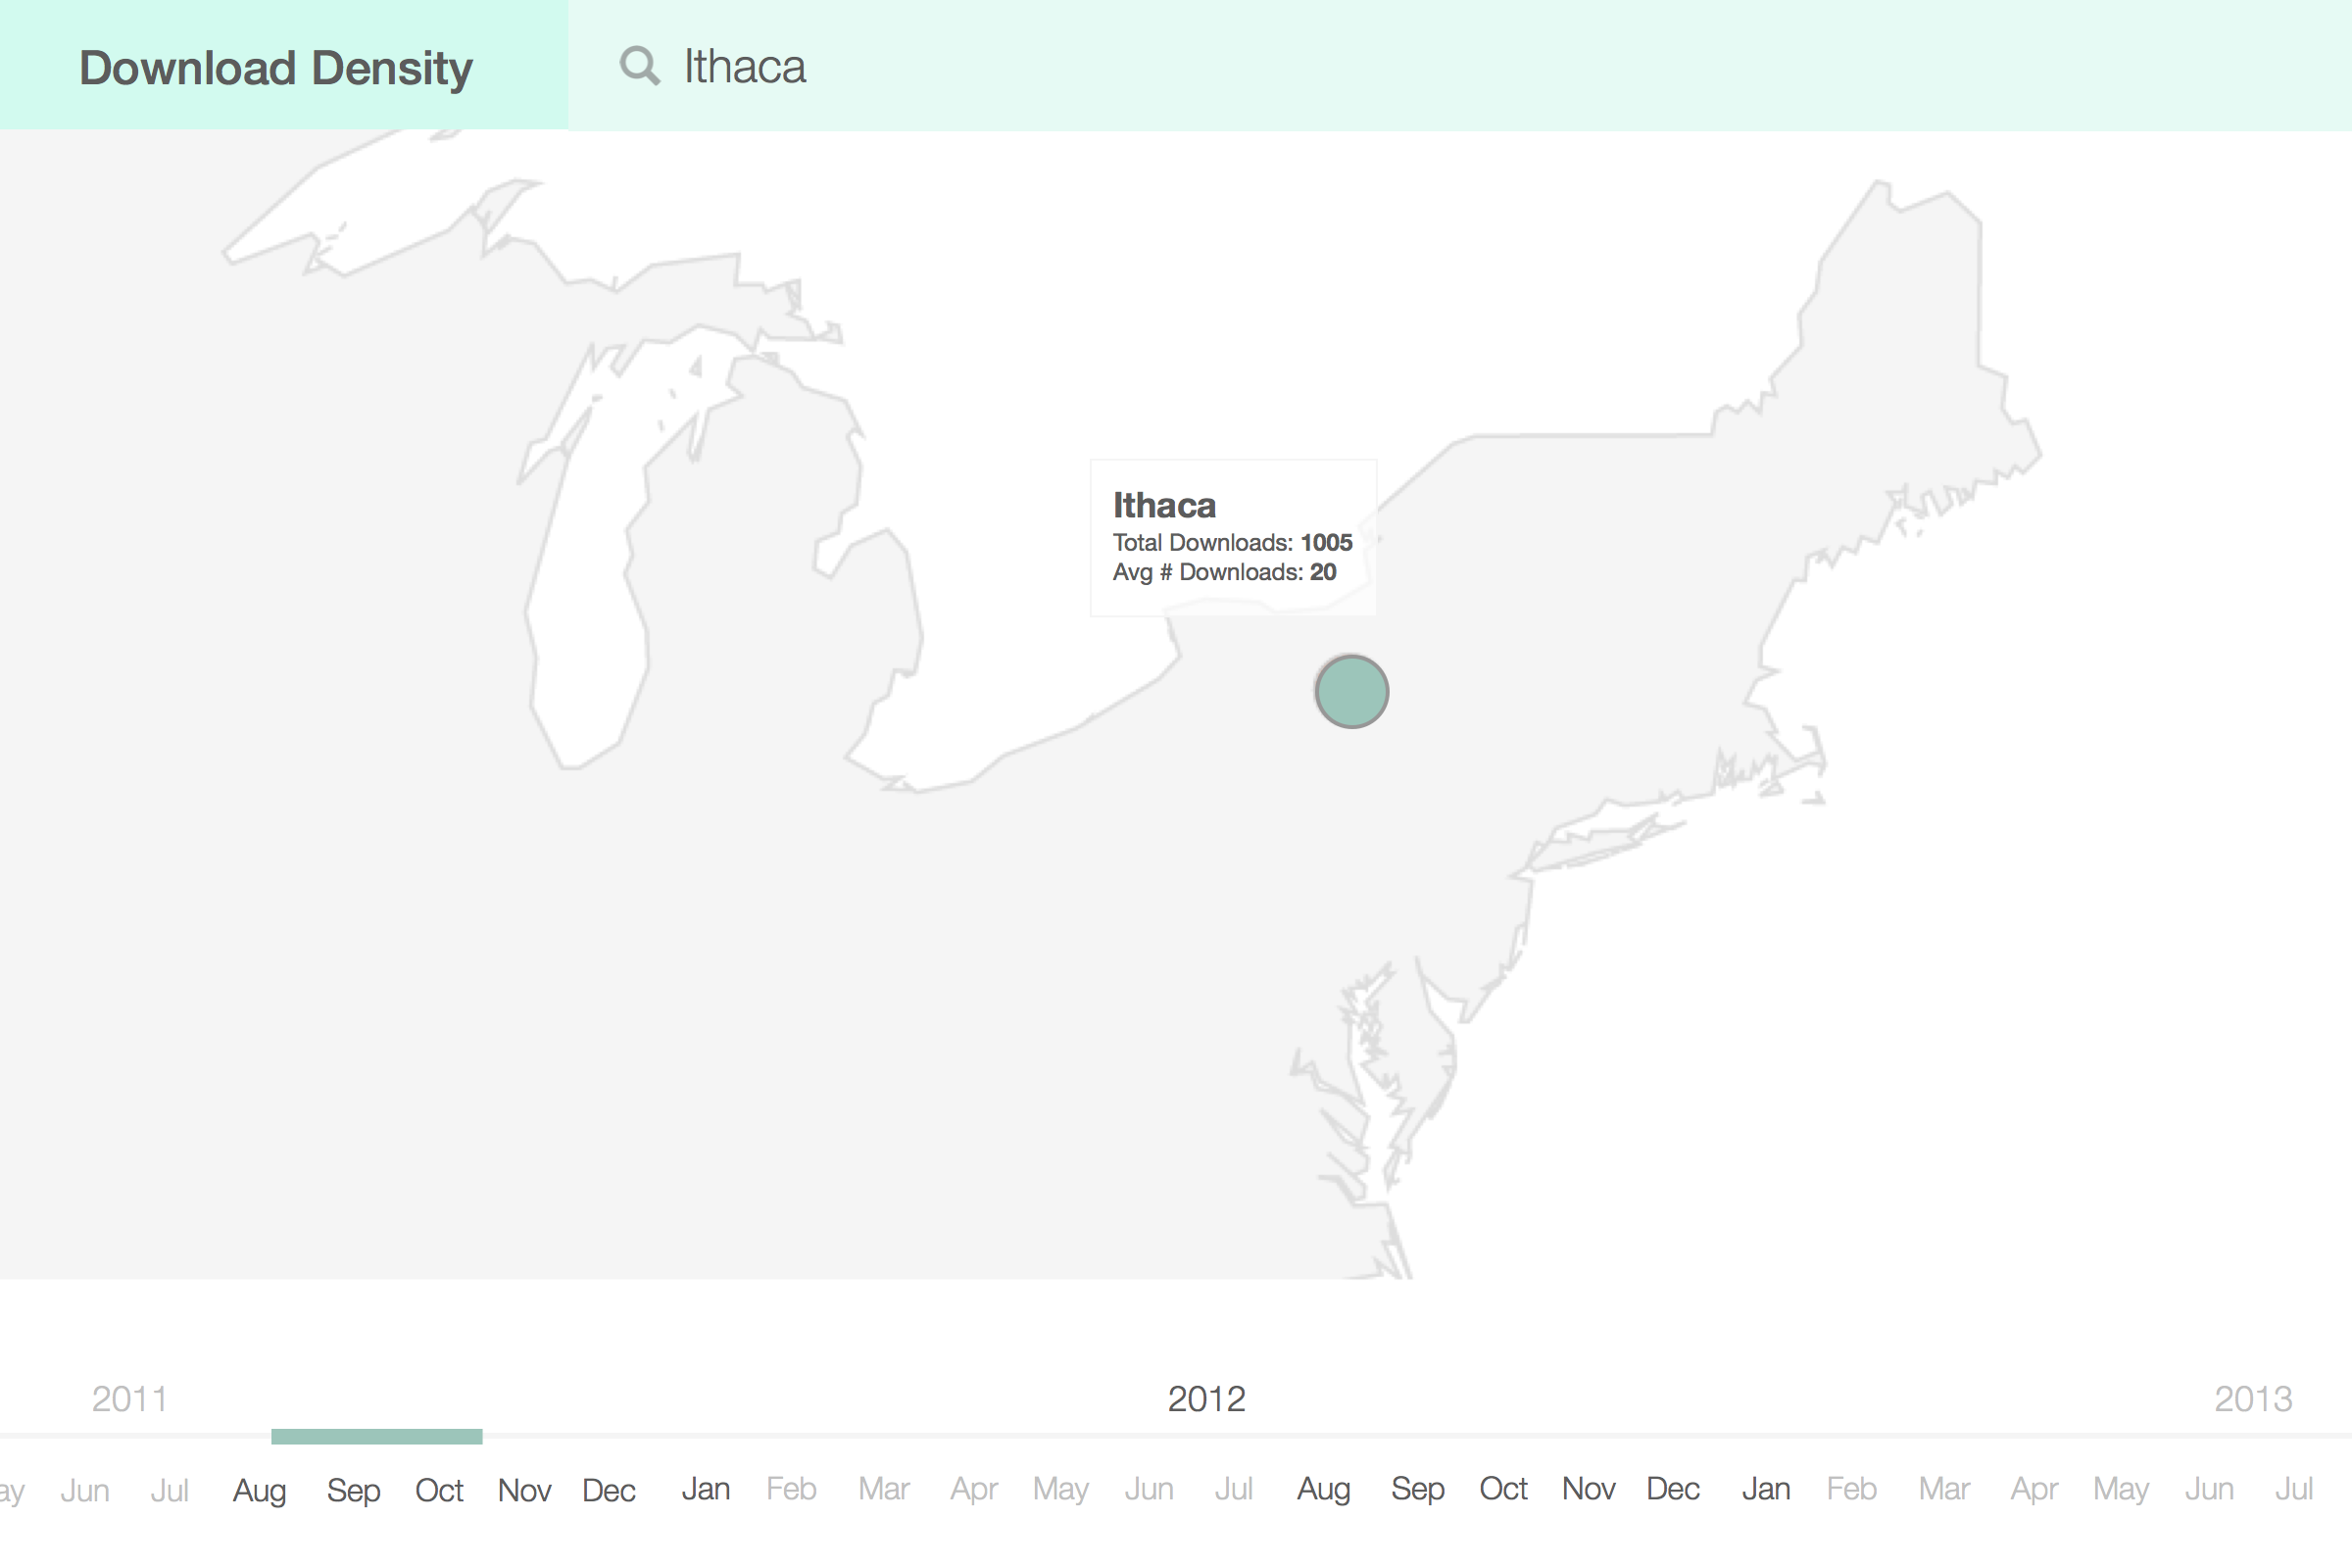 Download Density
Ithaca
Ithaca
Total Downloads: 1005
Avg # Downloads: 20
2011 2012 2013
ay Jun Jul Aug Sep Oct Nov Dec Jan Feb Mar Apr May Jun Jul Aug Sep Oct Nov Dec Jan Feb Mar Apr May Jun Jul